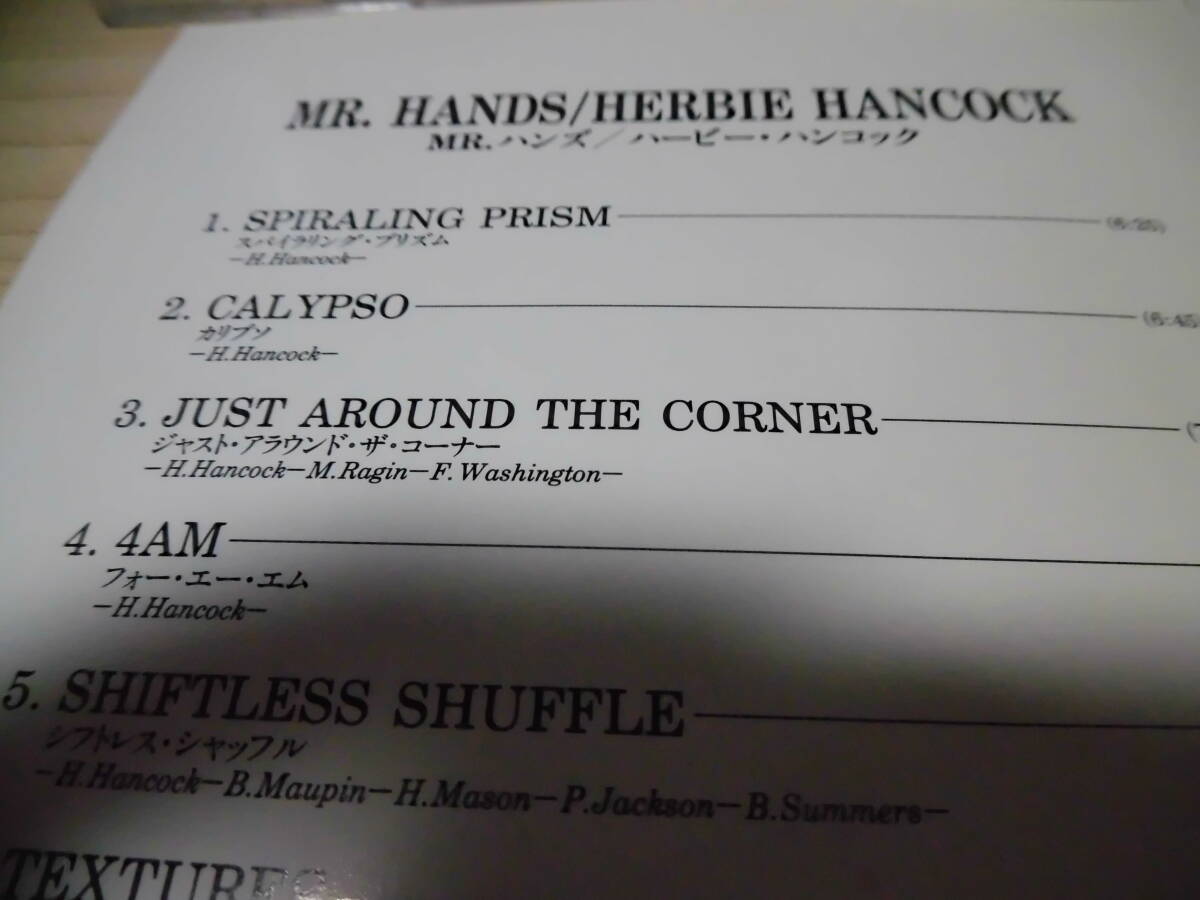 MR. HANDS/HERBIE HANCOCK
MR.ハンズ／ハービー・ハンコック
1. SPIRALING PRISM
スパイラリング・プリズム
—H.Hancock—
2. CALYPSO
カリプソ
—H.Hancock—
3. JUST AROUND THE CORNER
ジャスト・アラウンド・ザ・コーナー
—H.Hancock—M.Ragin—F.Washington—
4. 4AM
フォー・エー・エム
—H.Hancock—
5. SHIFTLESS SHUFFLE
シフトレス・シャッフル
—H.Hancock—B.Maupin—H.Mason—P.Jackson—B.Summers—
TEXTURES